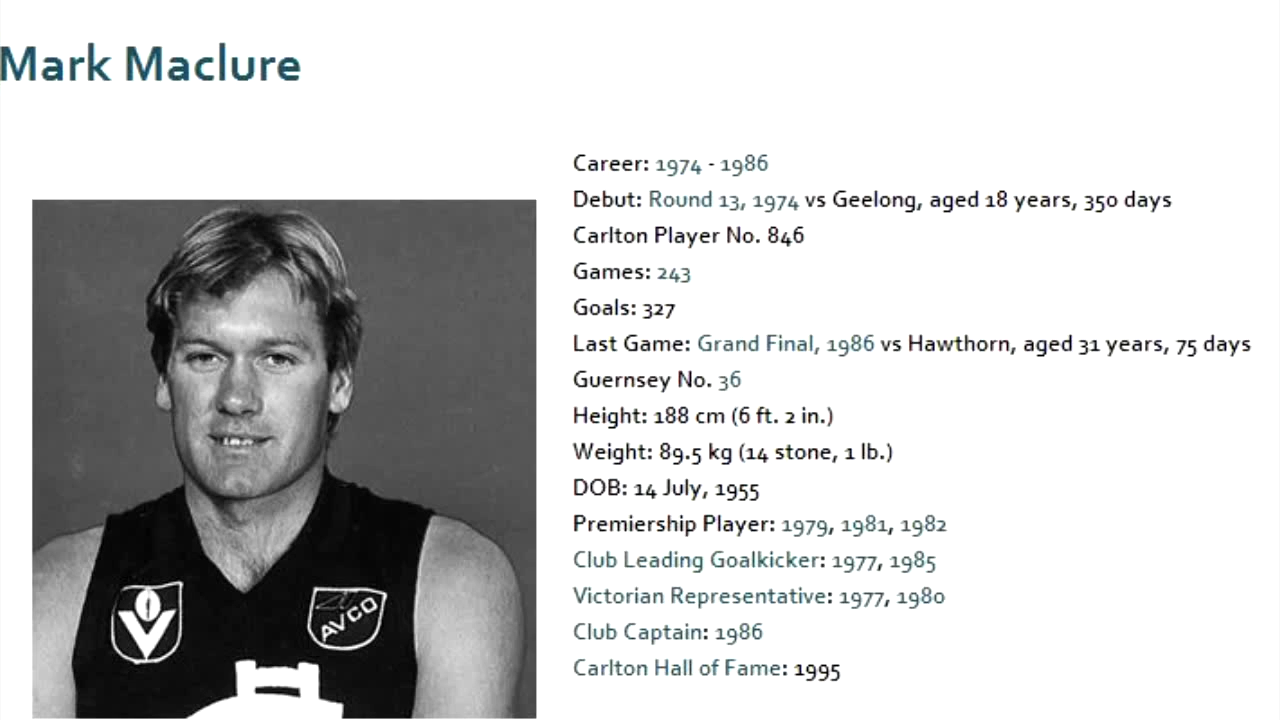 Mark Maclure
Career: 1974 - 1986
Debut: Round 13, 1974 vs Geelong, aged 18 years, 350 days
Carlton Player No. 846
Games: 243
Goals: 327
Last Game: Grand Final, 1986 vs Hawthorn, aged 31 years, 75 days
Guernsey No. 36
Height: 188 cm (6 ft. 2 in.)
Weight: 89.5 kg (14 stone, 1 lb.)
DOB: 14 July, 1955
Premiership Player: 1979, 1981, 1982
Club Leading Goalkicker: 1977, 1985
Victorian Representative: 1977, 1980
Club Captain: 1986
Carlton Hall of Fame: 1995
V
AVCO